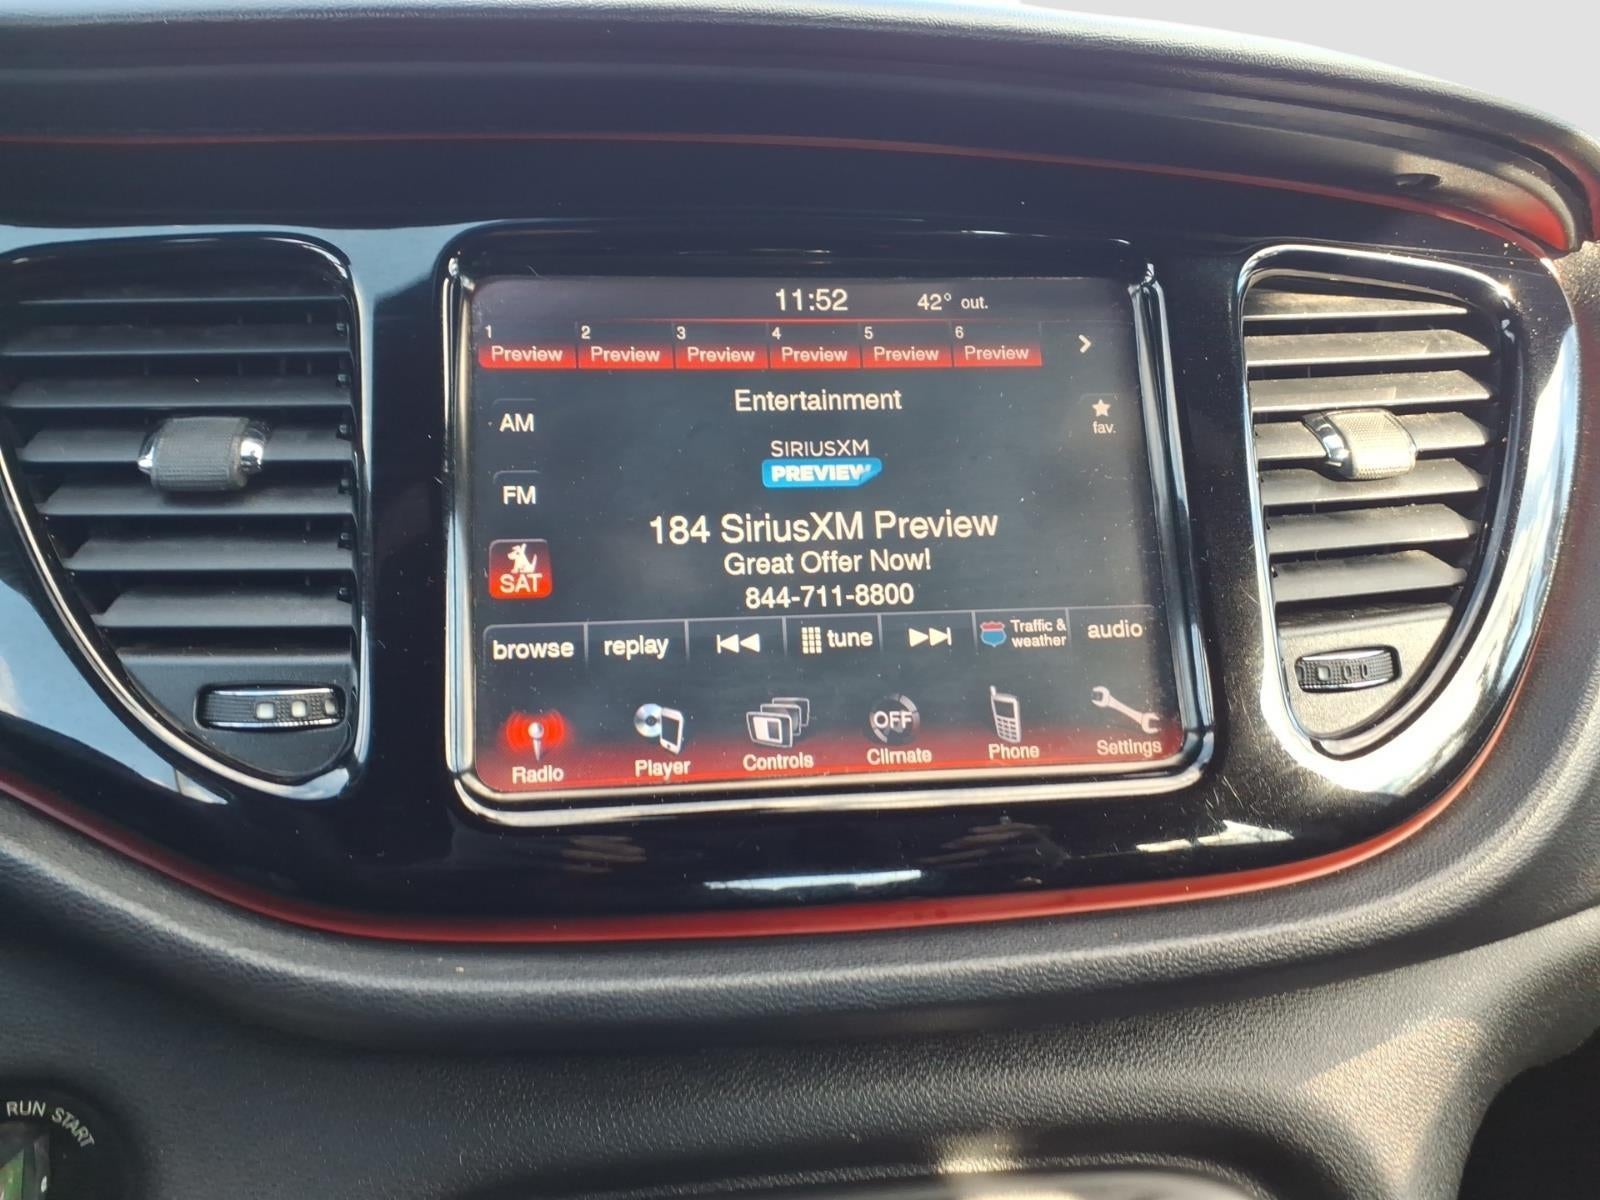 11:52 42° out.
1 2 3 4 5 6
Preview Preview Preview Preview Preview Preview
Entertainment
fav.
AM
SIRIUSXM
PREVIEW
FM
184 SiriusXM Preview
Great Offer Now!
SAT
844-711-8800
browse replay tune Traffic & weather audio
OFF
Radio Player Controls Climate Phone Settings
RUN START